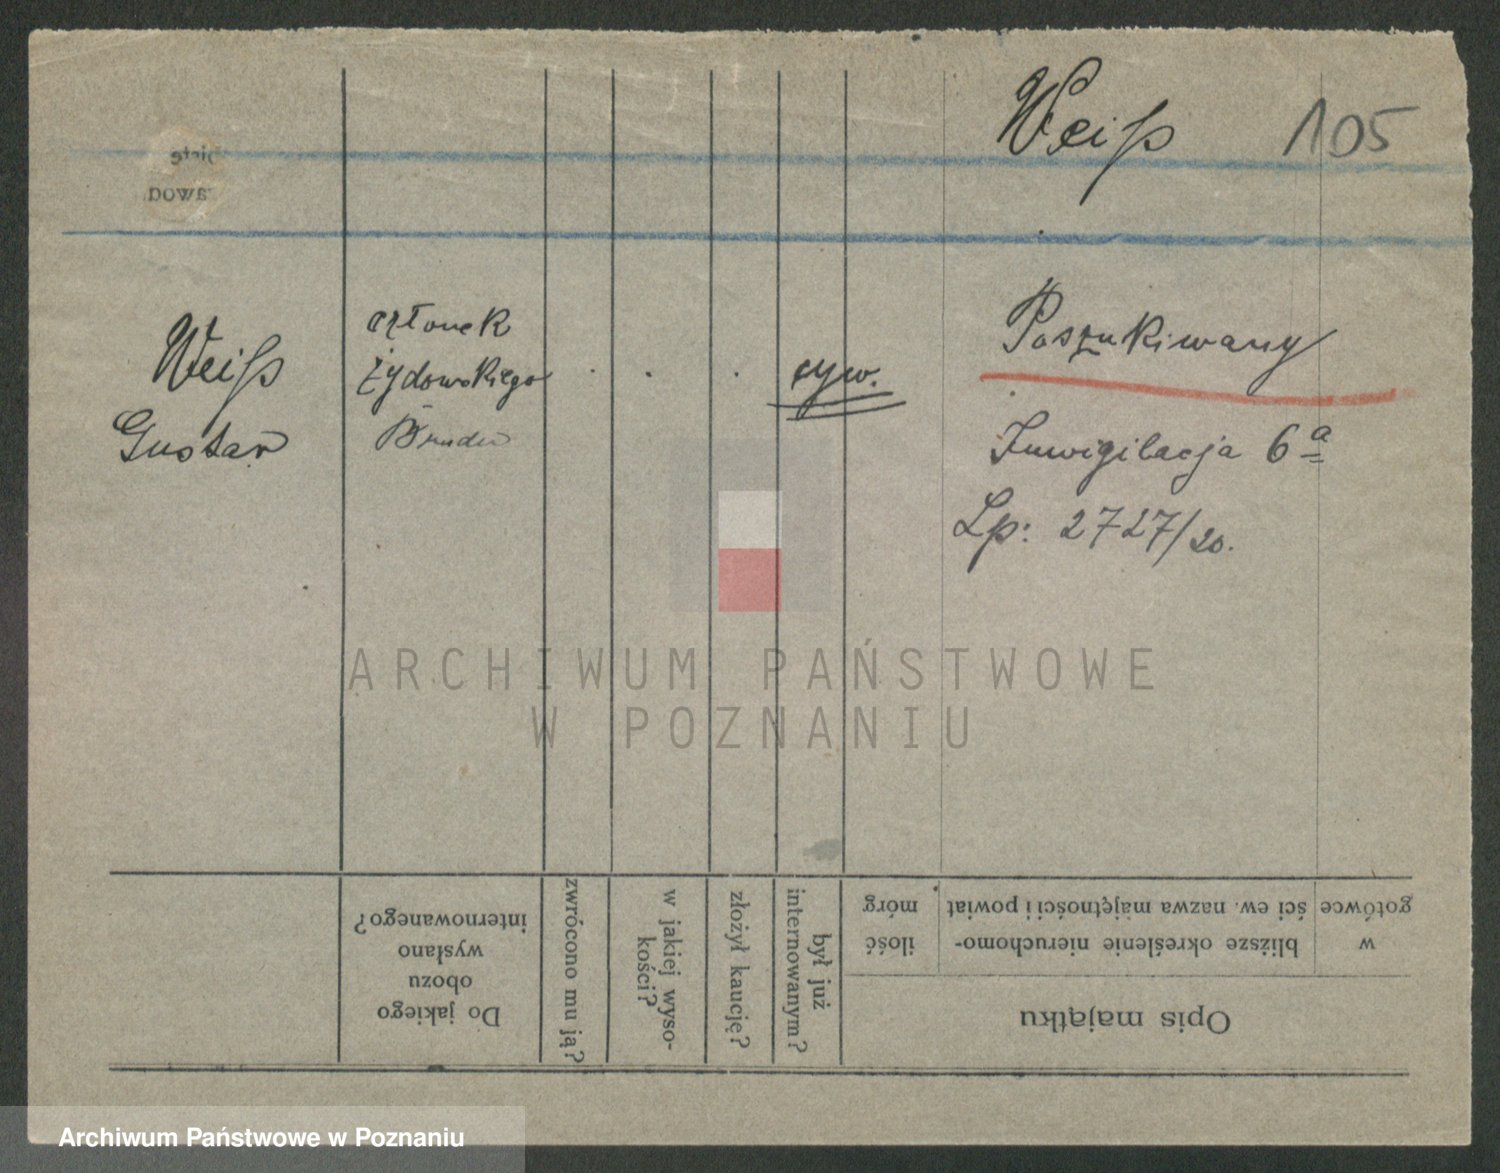 Weiß 105
zawod.
Weiß
Gustav
członek
żydowskiego
Bundu
cyw.
Poszukiwany
Inwigilacja 6ª
Lp: 2727/20.
ARCHIWUM PAŃSTWOWE
W POZNANIU
Do jakiego
obozu
wysłano
internowanego?
zwrócono mu ją?
w jakiej wyso-
kości?
złożył kaucję?
był już
internowanym?
Opis majątku
ilość
mórg
bliższe określenie nieruchomo-
ści ew. nazwa majętności i powiat
w
gotówce
Archiwum Państwowe w Poznaniu